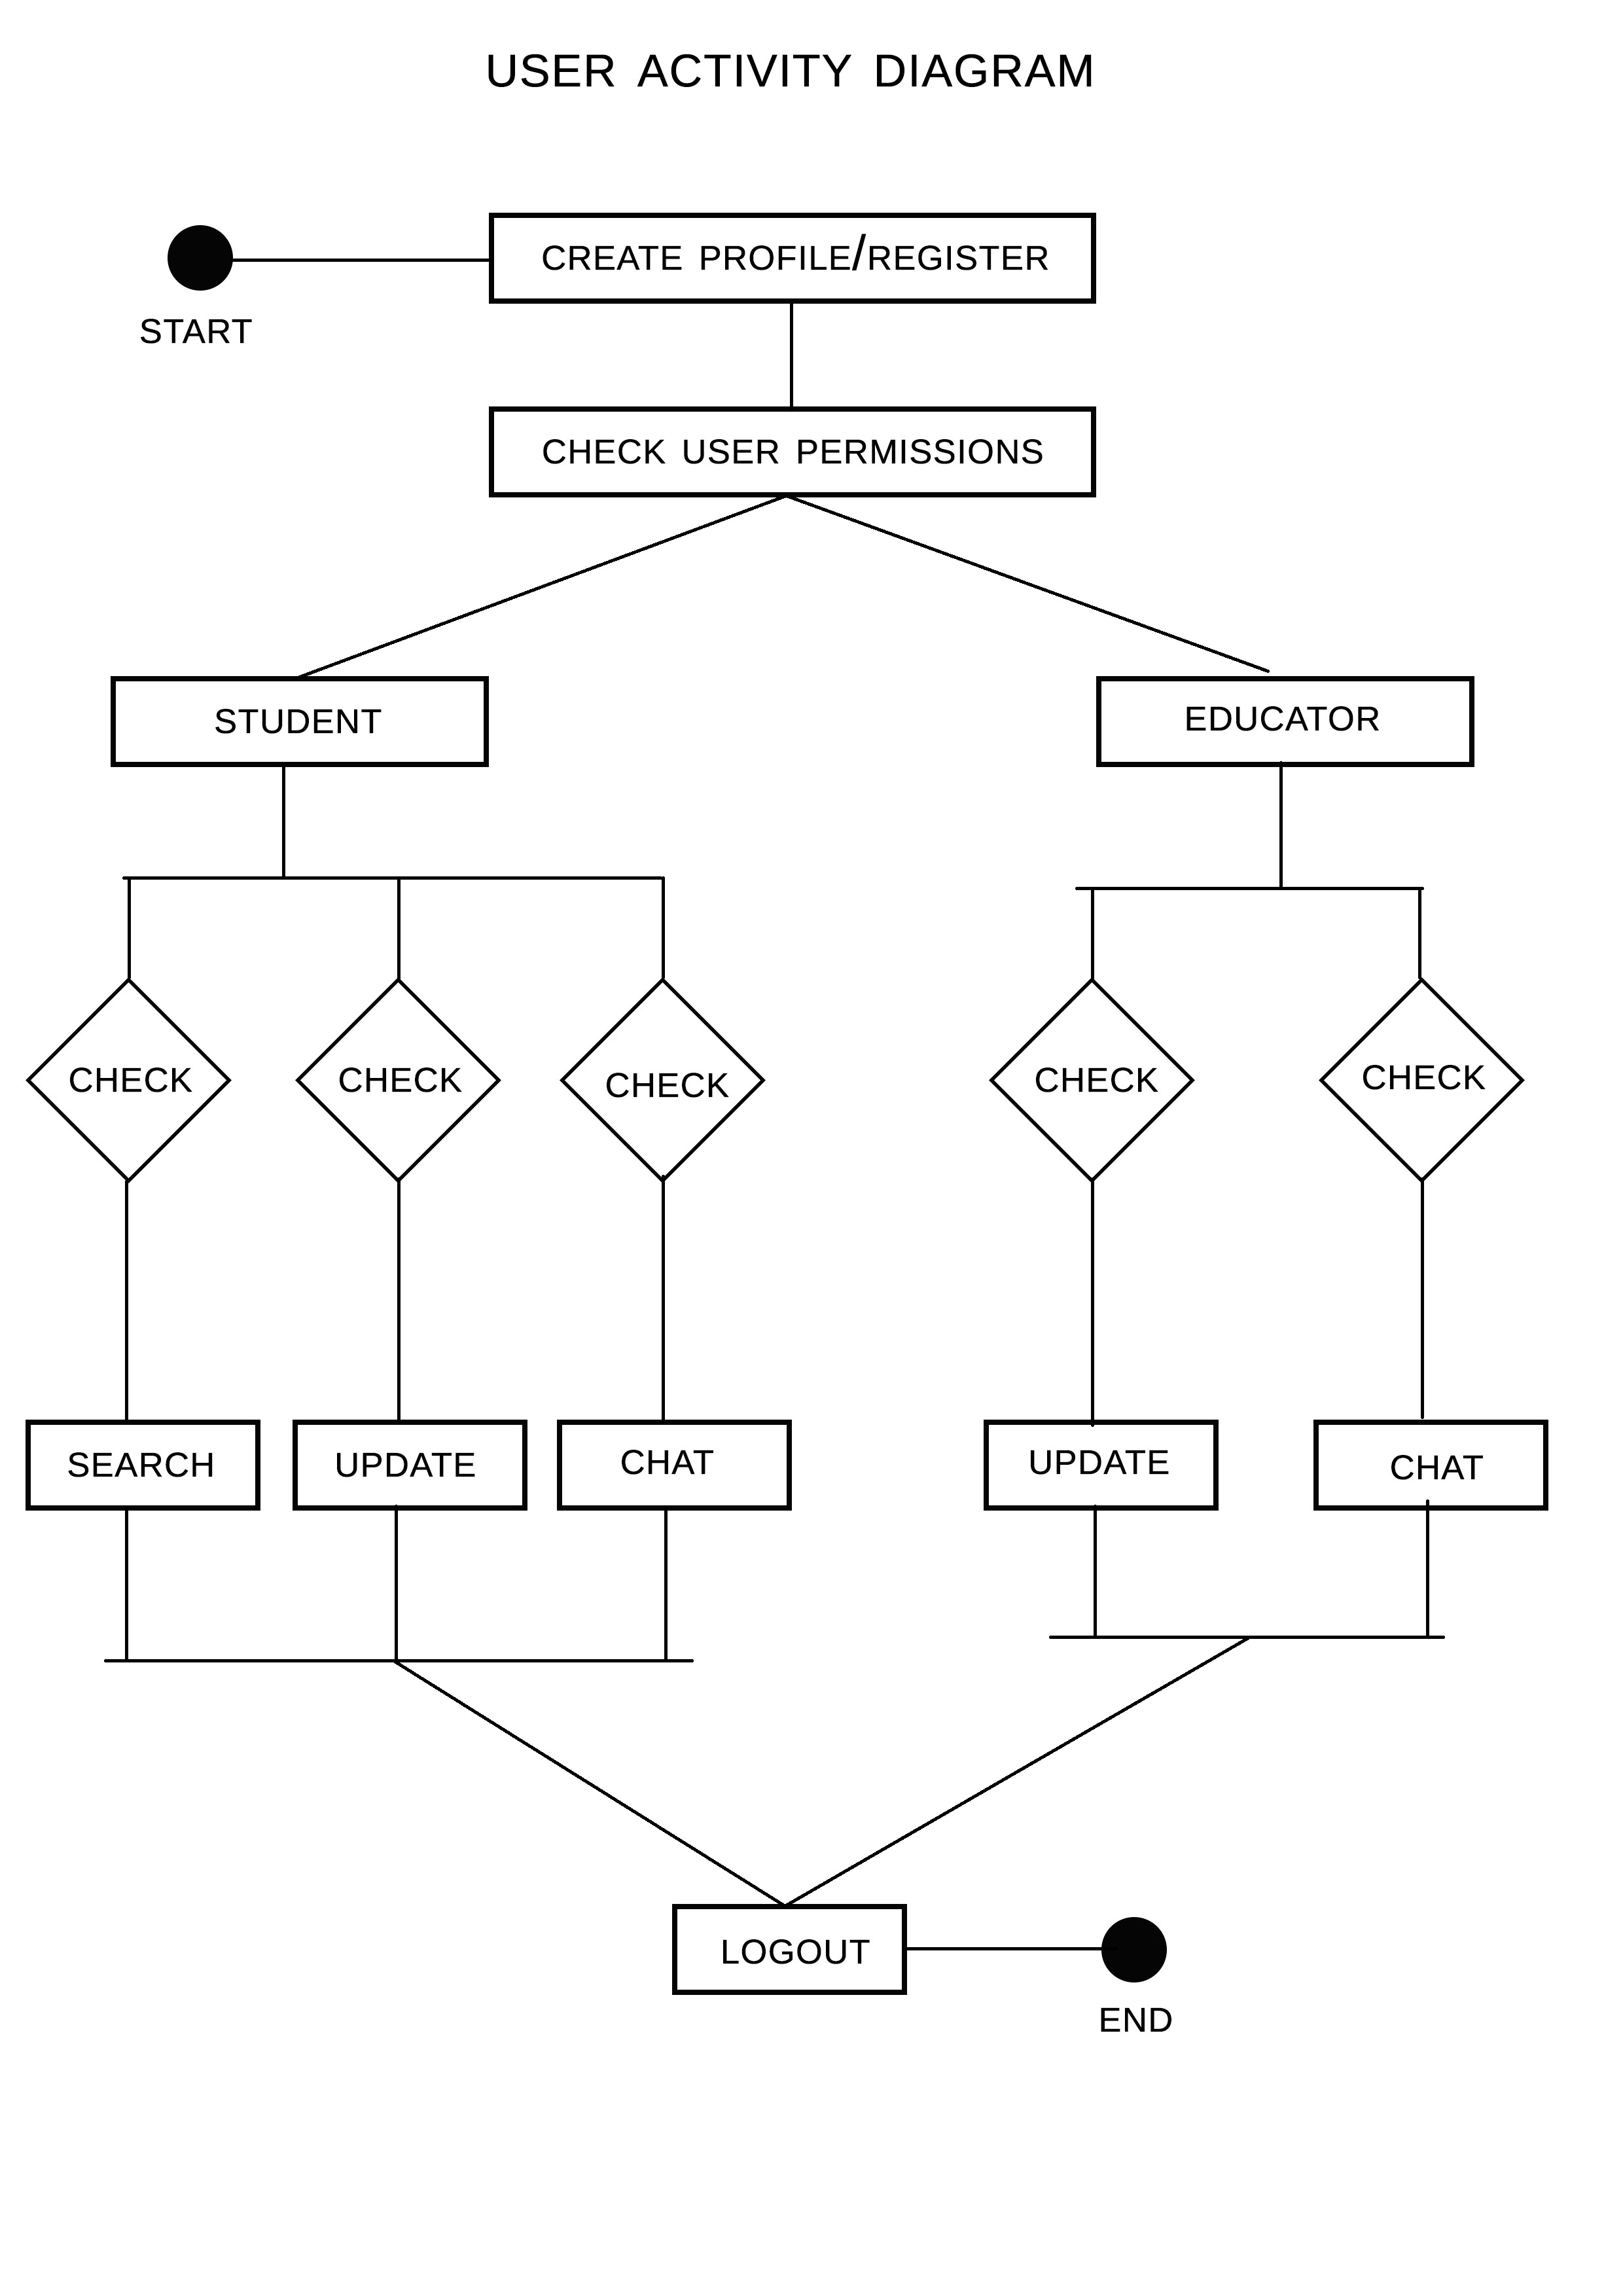 USER ACTIVITY DIAGRAM
CREATE PROFILE/REGISTER
START
CHECK USER PERMISSIONS
STUDENT
EDUCATOR
CHECK
CHECK
CHECK
CHECK
CHECK
SEARCH
UPDATE
CHAT
UPDATE
CHAT
LOGOUT
END